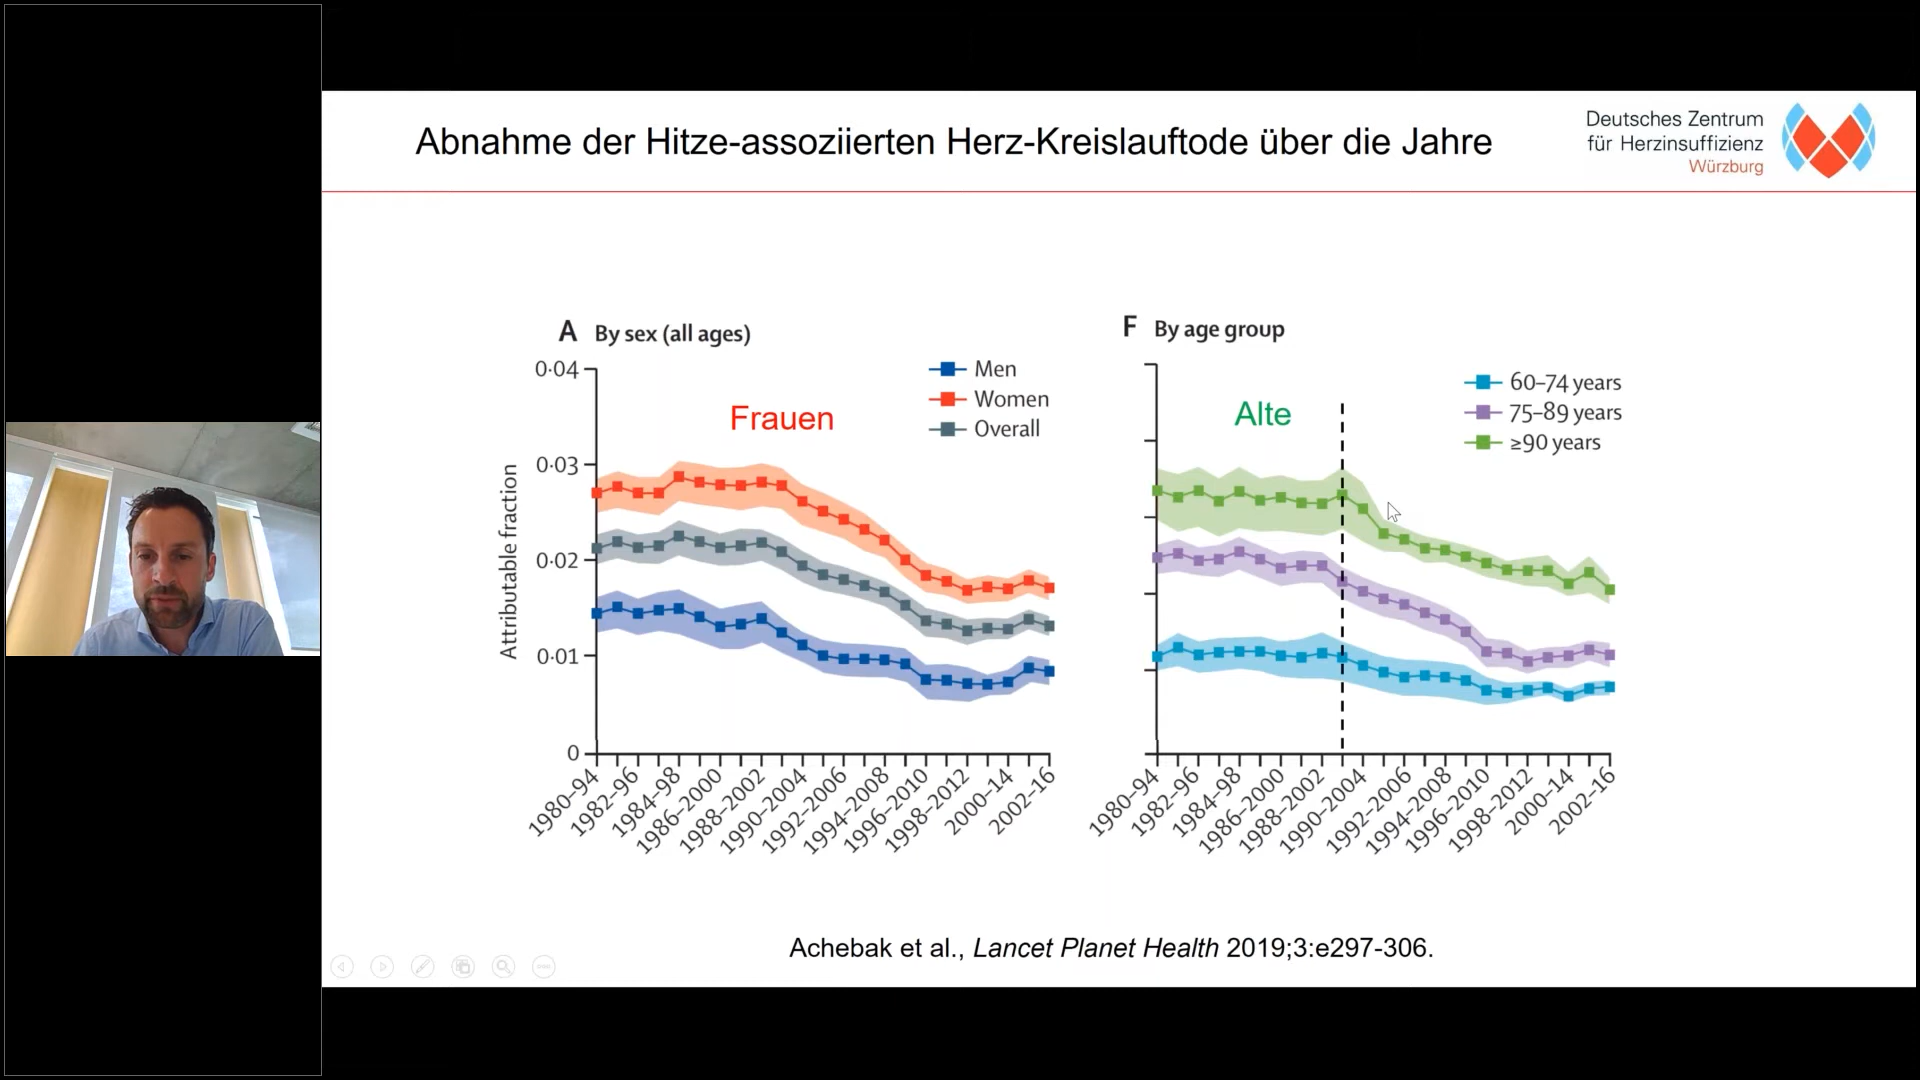 Abnahme der Hitze-assoziierten Herz-Kreislauftode über die Jahre
Deutsches Zentrum
für Herzinsuffizienz
Würzburg
A By sex (all ages)
0·04
0·03
0·02
0·01
0
Attributable fraction
Frauen
Men
Women
Overall
1980–94
1982–96
1984–98
1986–2000
1988–2002
1990–2004
1992–2006
1994–2008
1996–2010
1998–2012
2000–14
2002–16
F By age group
Alte
60–74 years
75–89 years
≥90 years
1980–94
1982–96
1984–98
1986–2000
1988–2002
1990–2004
1992–2006
1994–2008
1996–2010
1998–2012
2000–14
2002–16
Achebak et al., Lancet Planet Health 2019;3:e297-306.